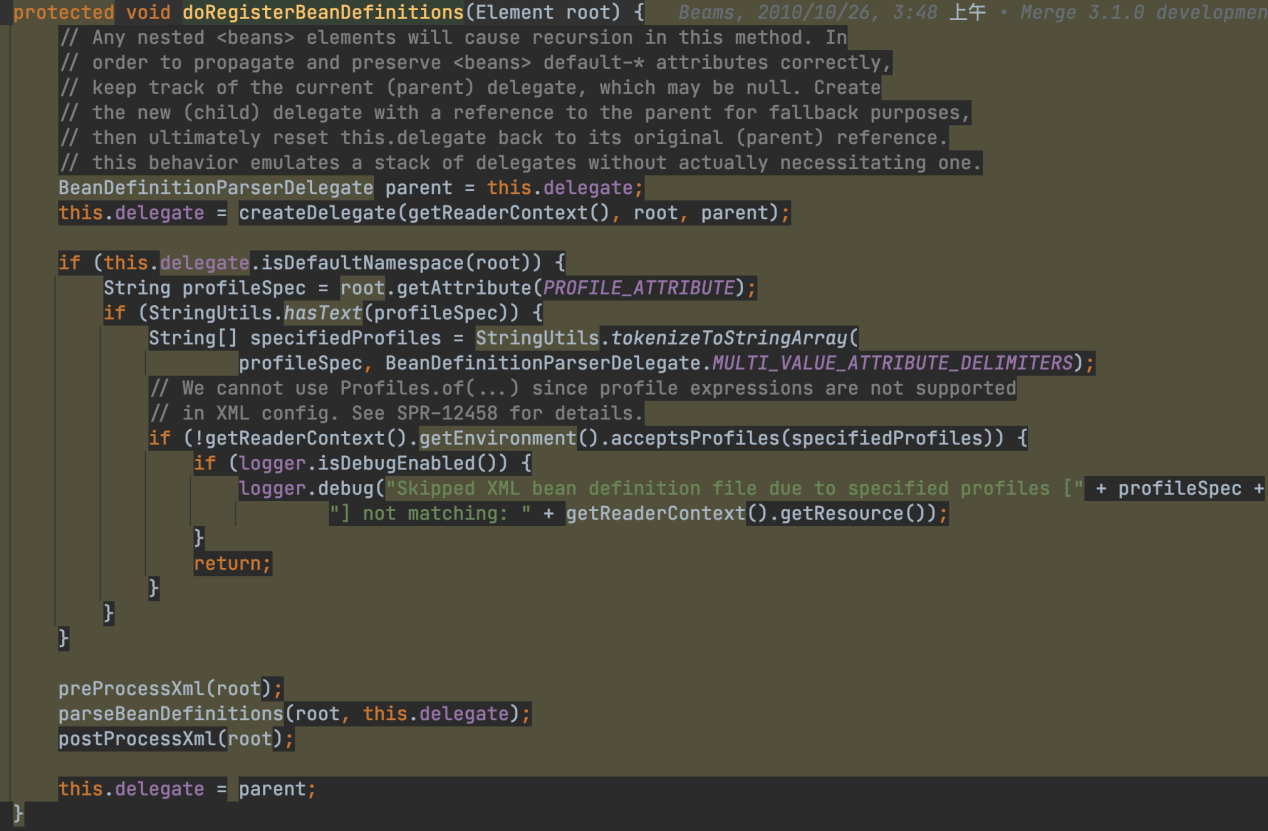 protected void doRegisterBeanDefinitions(Element root) {   Beams, 2010/10/26, 3:48 上午 • Merge 3.1.0 developmen
    // Any nested <beans> elements will cause recursion in this method. In
    // order to propagate and preserve <beans> default-* attributes correctly,
    // keep track of the current (parent) delegate, which may be null. Create
    // the new (child) delegate with a reference to the parent for fallback purposes,
    // then ultimately reset this.delegate back to its original (parent) reference.
    // this behavior emulates a stack of delegates without actually necessitating one.
    BeanDefinitionParserDelegate parent = this.delegate;
    this.delegate = createDelegate(getReaderContext(), root, parent);

    if (this.delegate.isDefaultNamespace(root)) {
        String profileSpec = root.getAttribute(PROFILE_ATTRIBUTE);
        if (StringUtils.hasText(profileSpec)) {
            String[] specifiedProfiles = StringUtils.tokenizeToStringArray(
                    profileSpec, BeanDefinitionParserDelegate.MULTI_VALUE_ATTRIBUTE_DELIMITERS);
            // We cannot use Profiles.of(...) since profile expressions are not supported
            // in XML config. See SPR-12458 for details.
            if (!getReaderContext().getEnvironment().acceptsProfiles(specifiedProfiles)) {
                if (logger.isDebugEnabled()) {
                    logger.debug("Skipped XML bean definition file due to specified profiles [" + profileSpec +
                            "] not matching: " + getReaderContext().getResource());
                }
                return;
            }
        }
    }

    preProcessXml(root);
    parseBeanDefinitions(root, this.delegate);
    postProcessXml(root);

    this.delegate = parent;
}